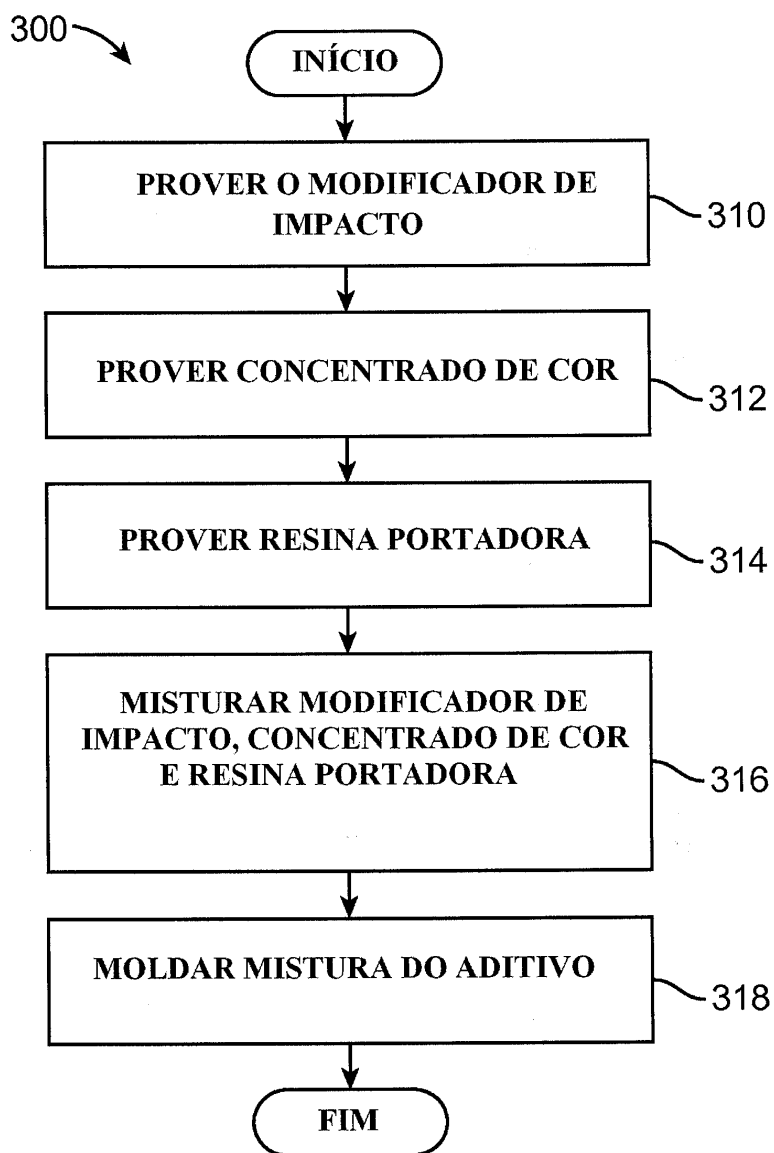 300
INÍCIO
PROVER O MODIFICADOR DE
IMPACTO
310
PROVER CONCENTRADO DE COR
312
PROVER RESINA PORTADORA
314
MISTURAR MODIFICADOR DE
IMPACTO, CONCENTRADO DE COR
E RESINA PORTADORA
316
MOLDAR MISTURA DO ADITIVO
318
FIM